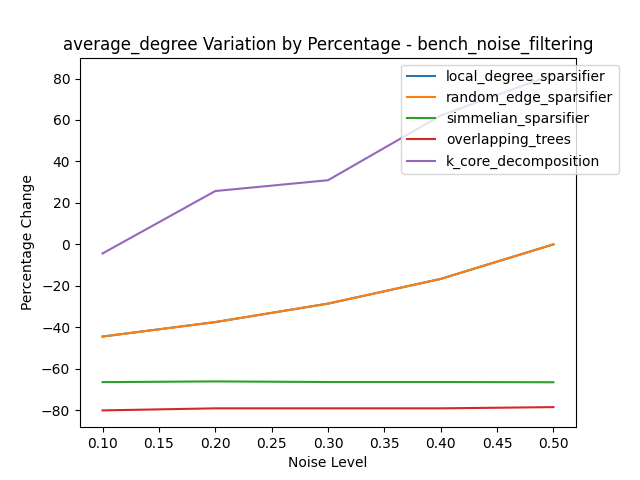 average_degree Variation by Percentage - bench_noise_filtering
local_degree_sparsifier
random_edge_sparsifier
simmelian_sparsifier
overlapping_trees
k_core_decomposition
Percentage Change
80
60
40
20
0
−20
−40
−60
−80
0.10 0.15 0.20 0.25 0.30 0.35 0.40 0.45 0.50
Noise Level